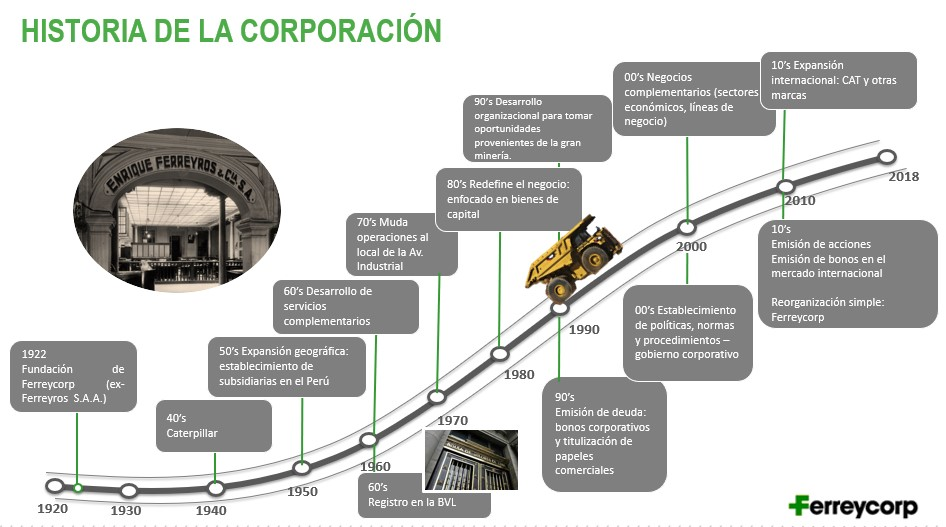 HISTORIA DE LA CORPORACIÓN
10's Expansión
internacional: CAT y otras
marcas
00's Negocios
complementarios (sectores
económicos, líneas de
negocio)
90's Desarrollo
organizacional para tomar
oportunidades
provenientes de la gran
minería.
ENRIQUE FERREYROS & Cía. S.A.
80's Redefine el negocio:
enfocado en bienes de
capital
70's Muda
operaciones al
local de la Av.
Industrial
60's Desarrollo de
servicios
complementarios
50's Expansión geográfica:
establecimiento de
subsidiarias en el Perú
1922
Fundación de
Ferreycorp (ex-
Ferreyros S.A.A.)
40's
Caterpillar
1920
1930
1940
1950
1960
1970
1980
1990
2000
2010
2018
60's
Registro en la BVL
90's
Emisión de deuda:
bonos corporativos
y titulización de
papeles
comerciales
00's Establecimiento
de políticas, normas
y procedimientos –
gobierno corporativo
10's
Emisión de acciones
Emisión de bonos en el
mercado internacional
Reorganización simple:
Ferreycorp
Ferreycorp